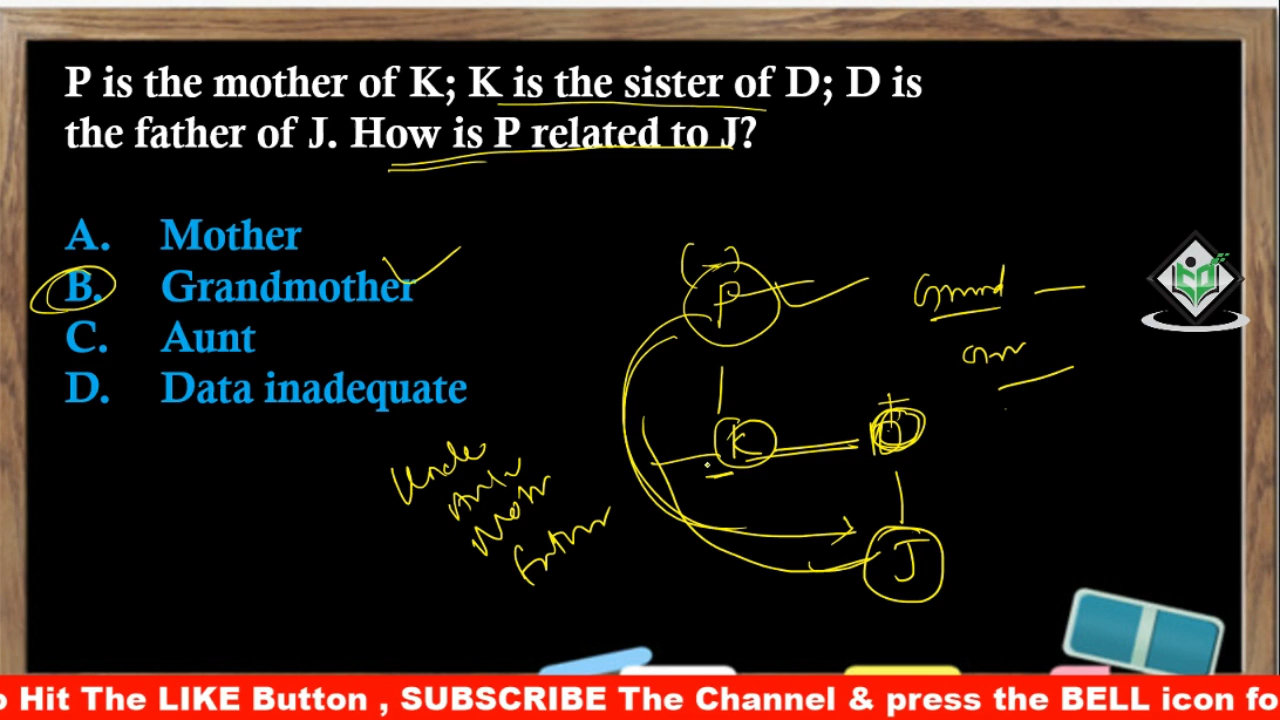 P is the mother of K; K is the sister of D; D is
the father of J. How is P related to J?
A. Mother
B. Grandmother
C. Aunt
D. Data inadequate
(-)
P
Grand
K
Uncle
J
o Hit The LIKE Button , SUBSCRIBE The Channel & press the BELL icon fo